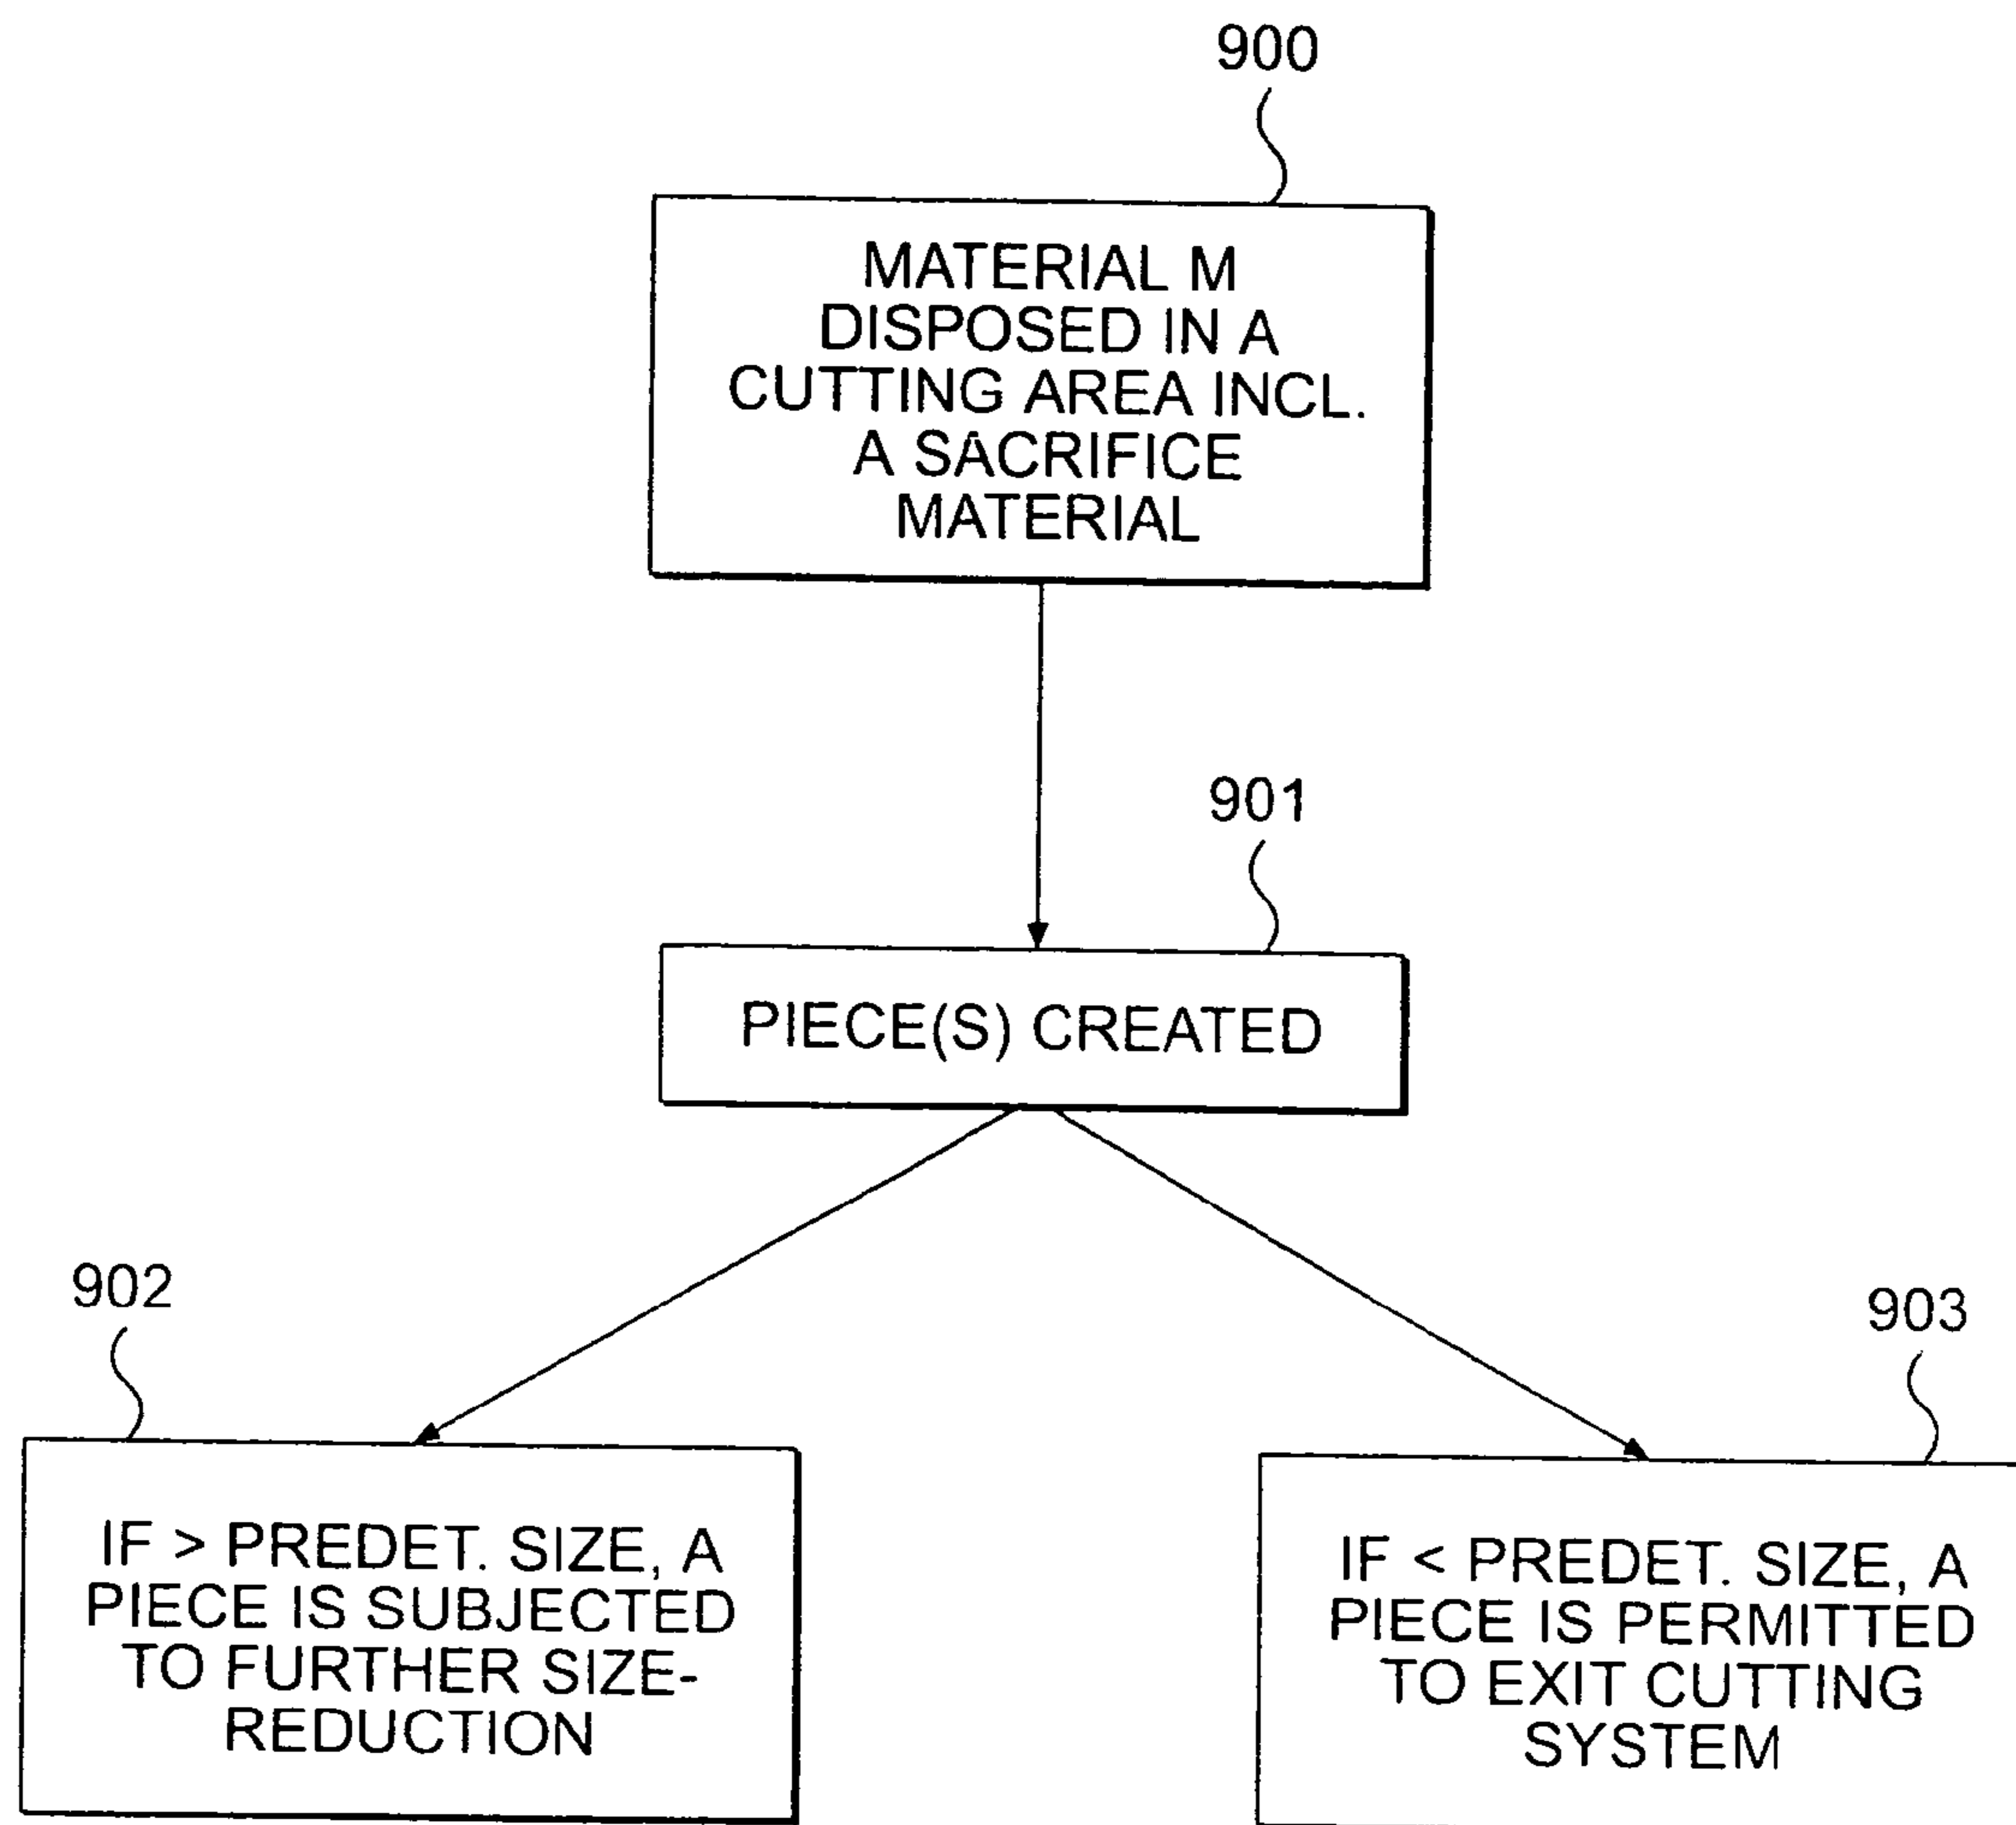 900
MATERIAL M
DISPOSED IN A
CUTTING AREA INCL.
A SACRIFICE
MATERIAL
901
PIECE(S) CREATED
902
IF > PREDET. SIZE, A
PIECE IS SUBJECTED
TO FURTHER SIZE-
REDUCTION
903
IF < PREDET. SIZE, A
PIECE IS PERMITTED
TO EXIT CUTTING
SYSTEM